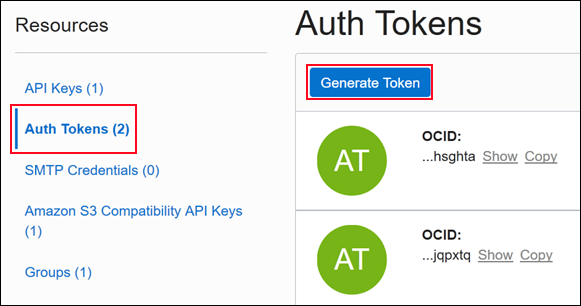 Resources
API Keys (1)
Auth Tokens (2)
SMTP Credentials (0)
Amazon S3 Compatibility API Keys
(1)
Groups (1)
Auth Tokens
Generate Token
AT
OCID:
...hsghta Show Copy
AT
OCID:
...jqpxtq Show Copy